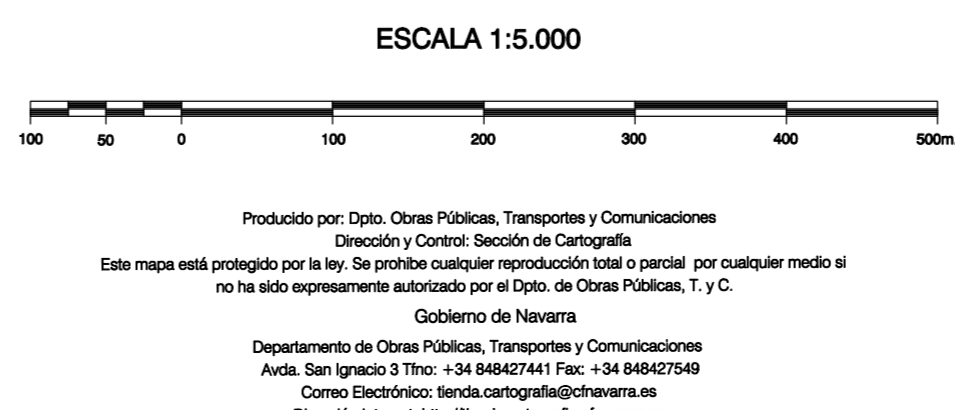 ESCALA 1:5.000
100 50 0 100 200 300 400 500m.
Producido por: Dpto. Obras Públicas, Transportes y Comunicaciones
Dirección y Control: Sección de Cartografía
Este mapa está protegido por la ley. Se prohibe cualquier reproducción total o parcial por cualquier medio si
no ha sido expresamente autorizado por el Dpto. de Obras Públicas, T. y C.
Gobierno de Navarra
Departamento de Obras Públicas, Transportes y Comunicaciones
Avda. San Ignacio 3 Tfno: +34 848427441 Fax: +34 848427549
Correo Electrónico: tienda.cartografia@cfnavarra.es